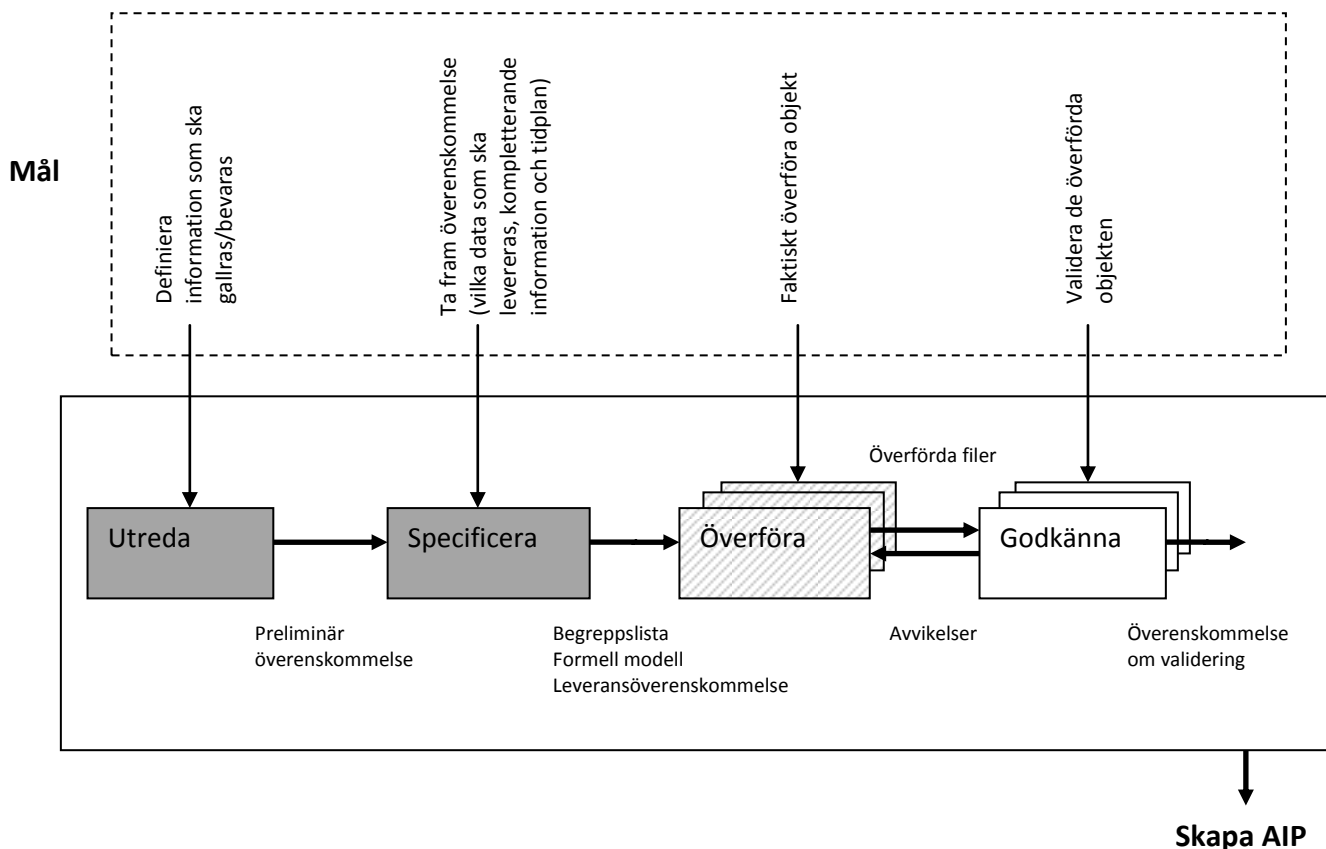 Mål
Definiera
information som ska
gallras/bevaras
Ta fram överenskommelse
(vilka data som ska
levereras, kompletterande
information och tidplan)
Faktiskt överföra objekt
Validera de överförda
objekten
Överförda filer
Utreda
Specificera
Överföra
Godkänna
Preliminär
överenskommelse
Begreppslista
Formell modell
Leveransöverenskommelse
Avvikelser
Överenskommelse
om validering
Skapa AIP